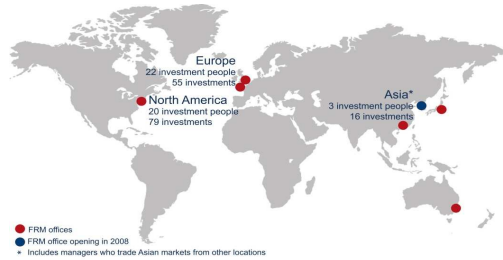 Europe
22 investment people
55 investments
North America
20 investment people
79 investments
Asia*
3 investment people
16 investments
FRM offices
FRM office opening in 2008
* Includes managers who trade Asian markets from other locations